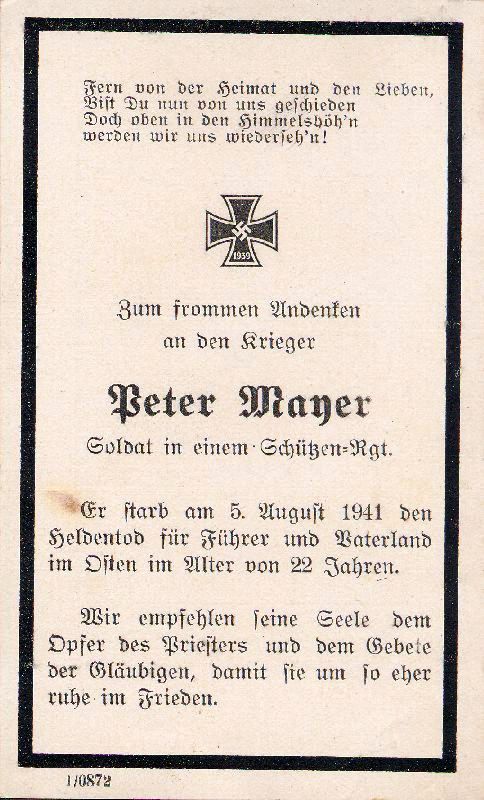 Fern von der Heimat und den Lieben,
Bist Du nun von uns geschieden
Doch oben in den Himmelshöh'n
werden wir uns wiederseh'n!
1939
Zum frommen Andenken
an den Krieger
Peter Mayer
Soldat in einem Schützen-Rgt.
Er starb am 5. August 1941 den
Heldentod für Führer und Vaterland
im Osten im Alter von 22 Jahren.
Wir empfehlen seine Seele dem
Opfer des Priesters und dem Gebete
der Gläubigen, damit sie um so eher
ruhe im Frieden.
1/0872